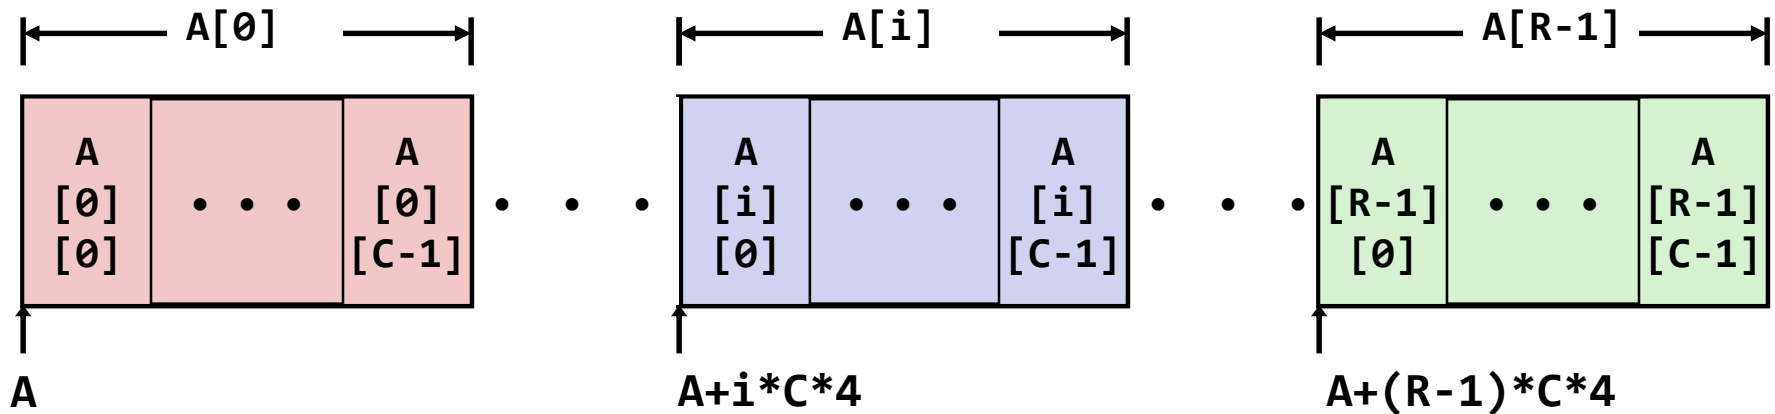 A[0] A[i] A[R-1]
A A A A A A
[0] • • • [0] • • • [i] • • • [i] • • • [R-1] • • • [R-1]
[0] [C-1] [0] [C-1] [0] [C-1]
A A+i*C*4 A+(R-1)*C*4